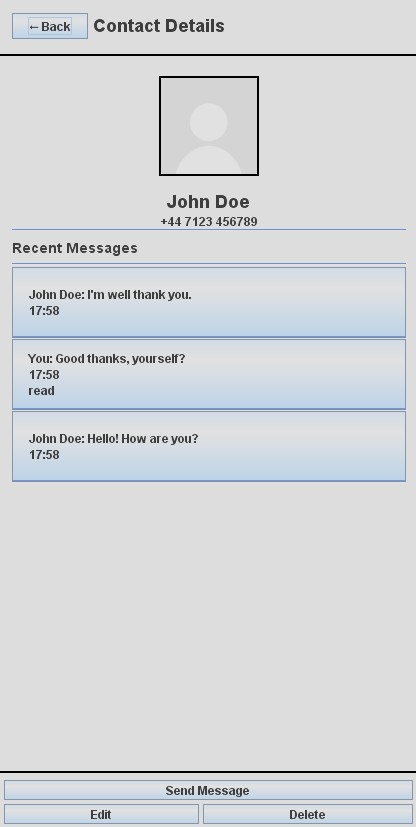 ←Back
Contact Details
John Doe
+44 7123 456789
Recent Messages
John Doe: I'm well thank you.
17:58
You: Good thanks, yourself?
17:58
read
John Doe: Hello! How are you?
17:58
Send Message
Edit
Delete